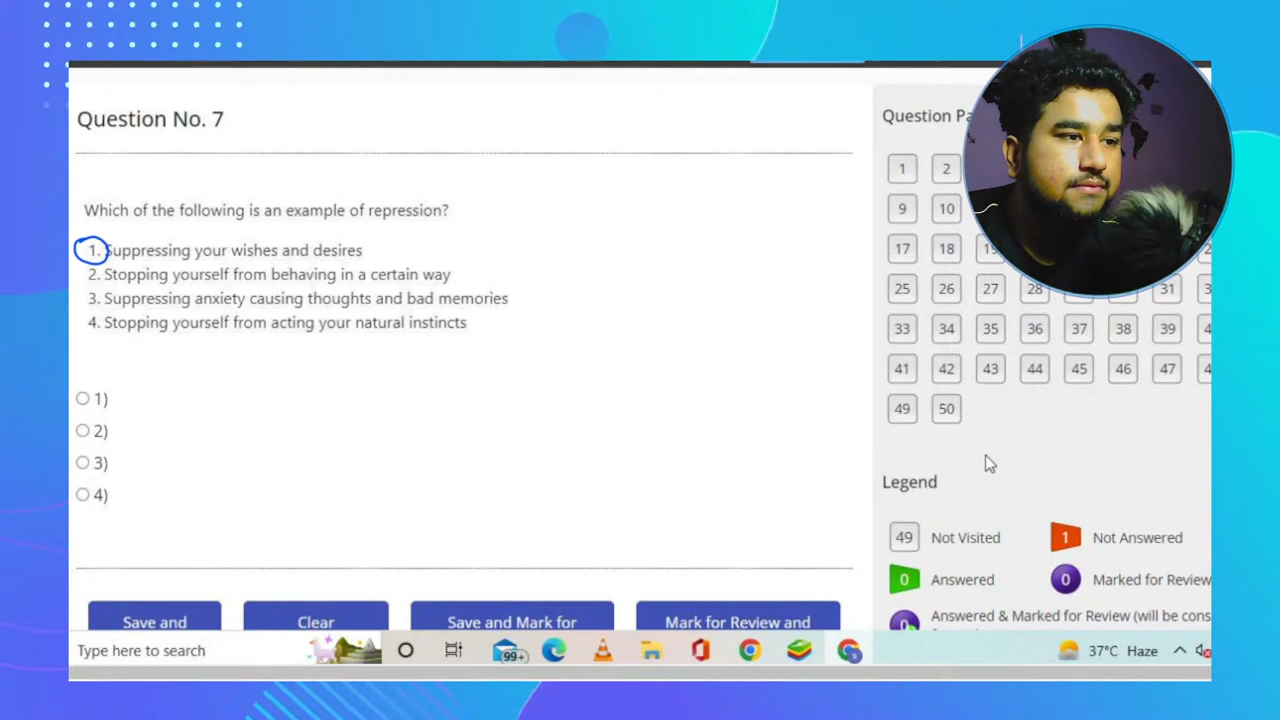 Question No. 7
Question Pa
1 2
9 10
17 18
25 26 27 28 31
33 34 35 36 37 38 39
41 42 43 44 45 46 47
49 50
Which of the following is an example of repression?
1. Suppressing your wishes and desires
2. Stopping yourself from behaving in a certain way
3. Suppressing anxiety causing thoughts and bad memories
4. Stopping yourself from acting your natural instincts
1)
2)
3)
4)
Legend
49 Not Visited
1 Not Answered
0 Answered
0 Marked for Review
0 Answered & Marked for Review (will be cons
Save and
Clear
Save and Mark for
Mark for Review and
Type here to search
99+
37°C Haze